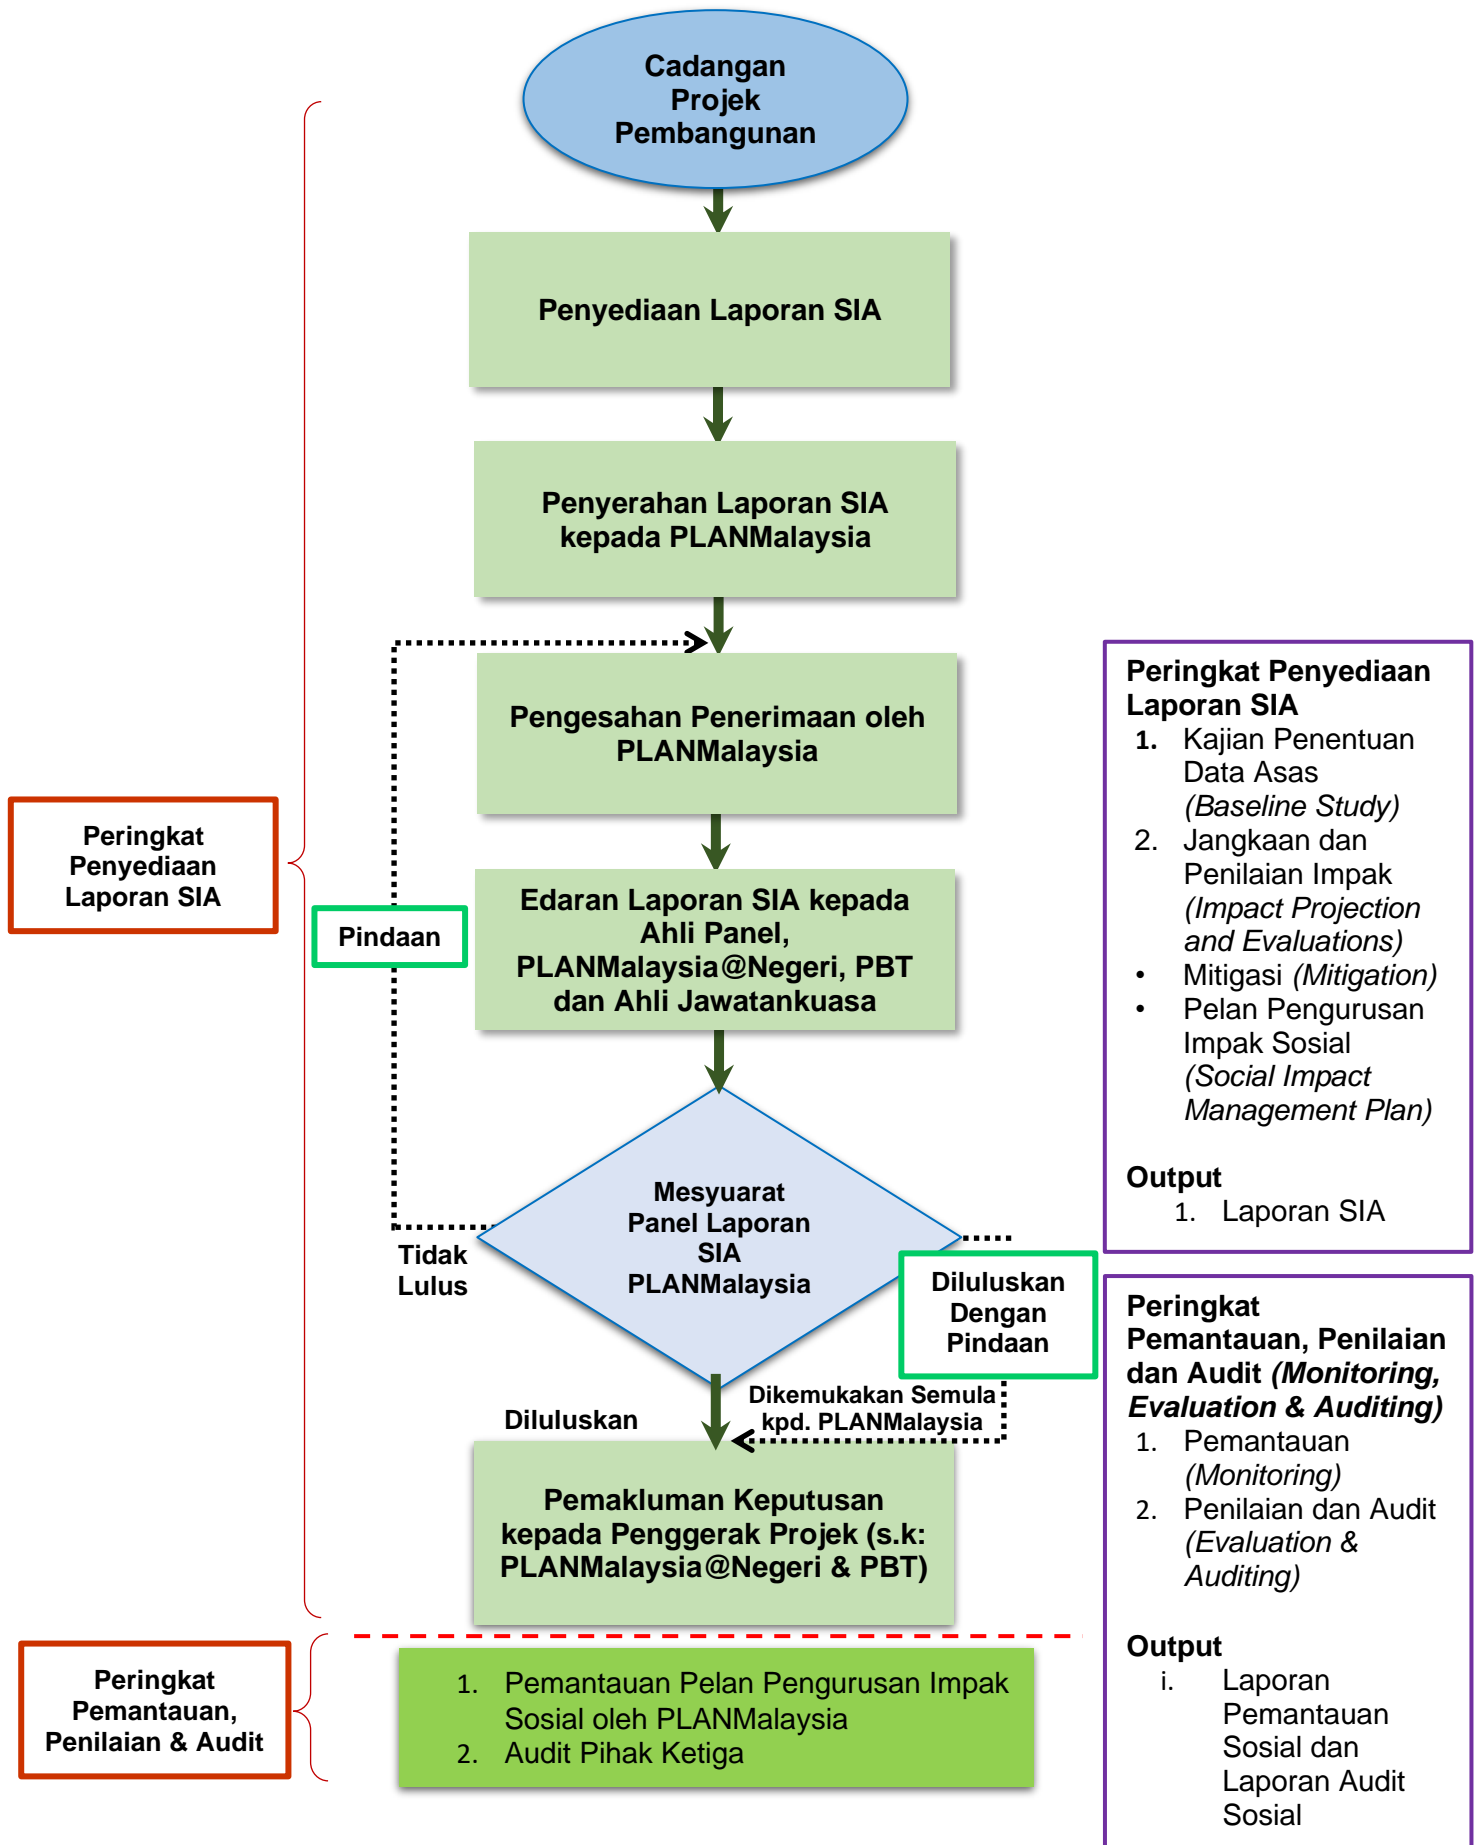 Cadangan
Projek
Pembangunan
Penyediaan Laporan SIA
Penyerahan Laporan SIA
kepada PLANMalaysia
Pengesahan Penerimaan oleh
PLANMalaysia
Peringkat
Penyediaan
Laporan SIA
Pindaan
Edaran Laporan SIA kepada
Ahli Panel,
PLANMalaysia@Negeri, PBT
dan Ahli Jawatankuasa
Mesyuarat
Panel Laporan
SIA
PLANMalaysia
Tidak
Lulus
Diluluskan
Dengan
Pindaan
Diluluskan
Dikemukakan Semula
kpd. PLANMalaysia
Pemakluman Keputusan
kepada Penggerak Projek (s.k:
PLANMalaysia@Negeri & PBT)
Peringkat
Pemantauan,
Penilaian & Audit
1. Pemantauan Pelan Pengurusan Impak
Sosial oleh PLANMalaysia
2. Audit Pihak Ketiga
Peringkat Penyediaan
Laporan SIA
1. Kajian Penentuan
Data Asas
(Baseline Study)
2. Jangkaan dan
Penilaian Impak
(Impact Projection
and Evaluations)
• Mitigasi (Mitigation)
• Pelan Pengurusan
Impak Sosial
(Social Impact
Management Plan)
Output
1. Laporan SIA
Peringkat
Pemantauan, Penilaian
dan Audit (Monitoring,
Evaluation & Auditing)
1. Pemantauan
(Monitoring)
2. Penilaian dan Audit
(Evaluation &
Auditing)
Output
i. Laporan
Pemantauan
Sosial dan
Laporan Audit
Sosial